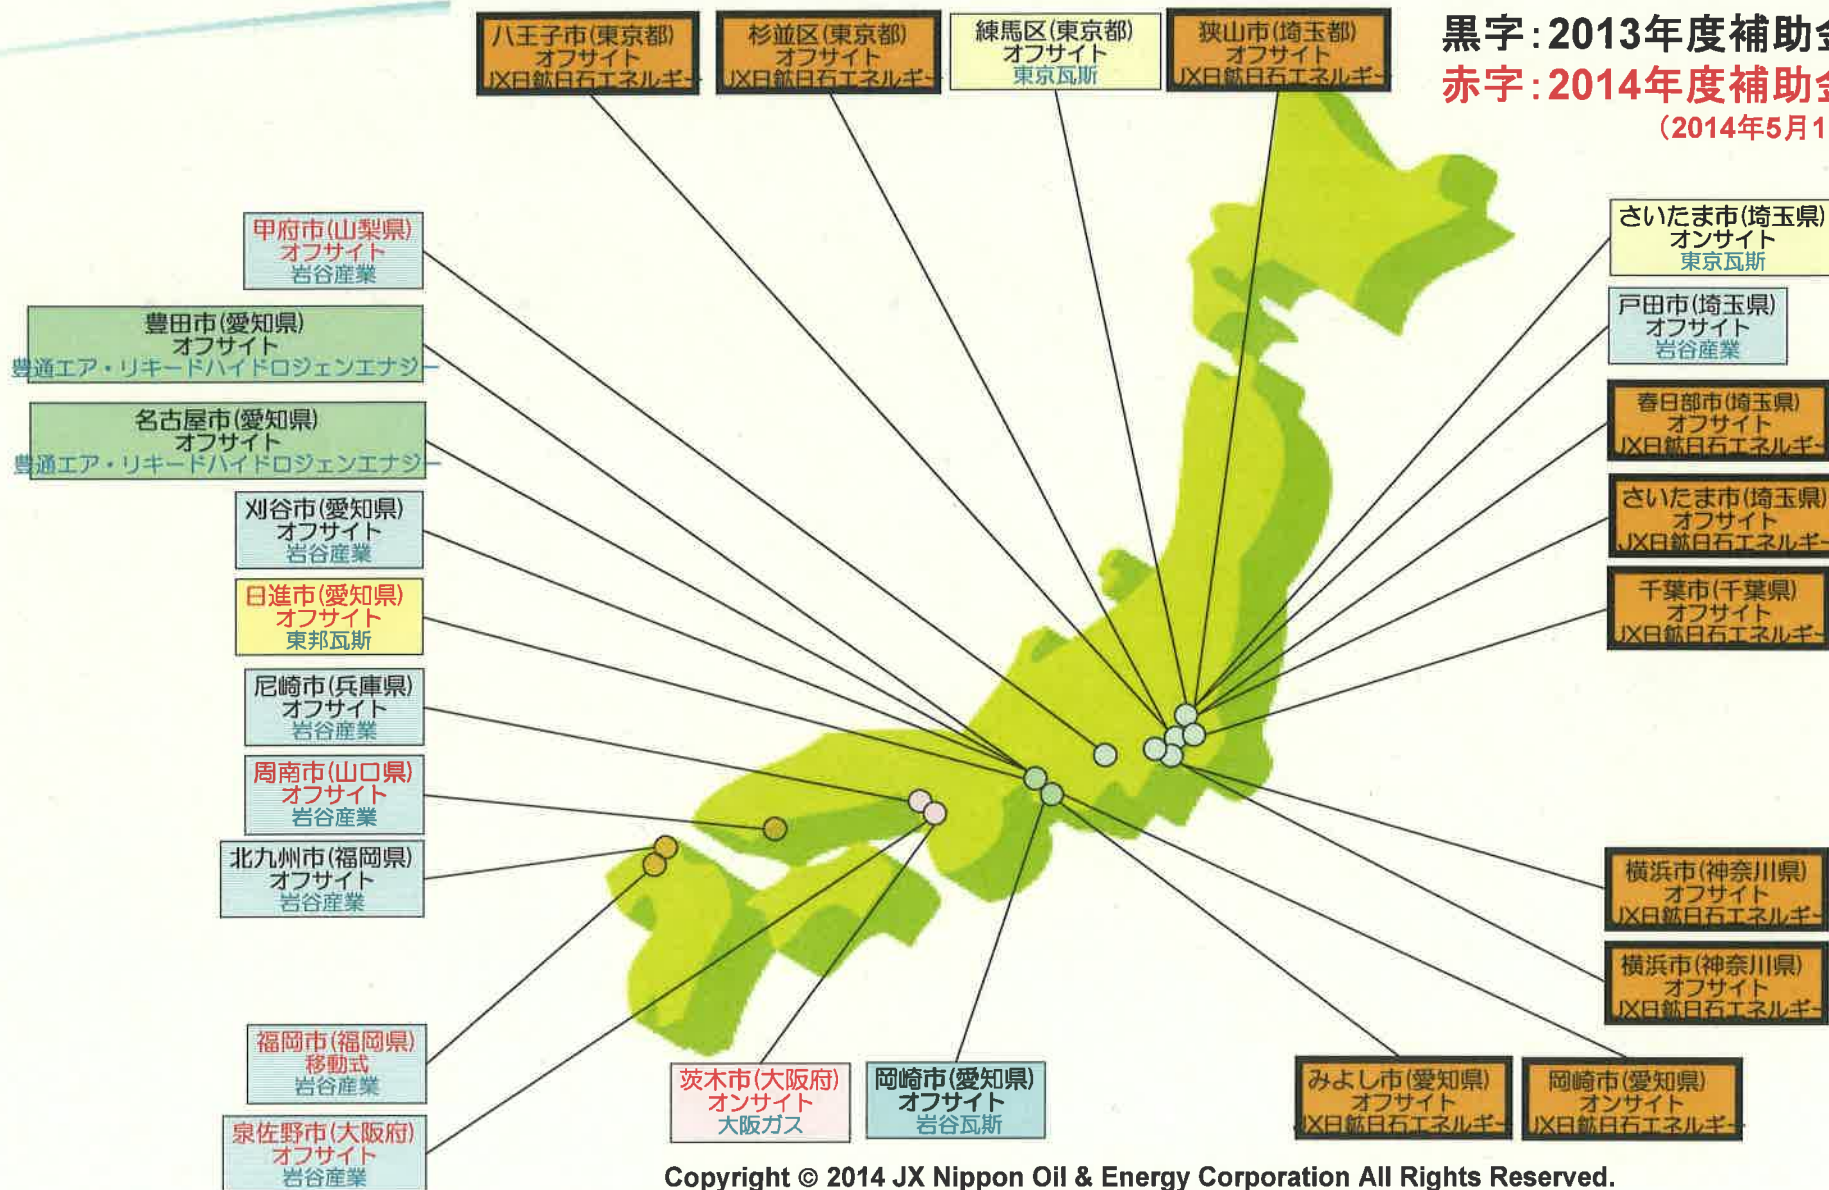 八王子市(東京都)
オフサイト
JX日鉱日石エネルギー
杉並区(東京都)
オフサイト
JX日鉱日石エネルギー
練馬区(東京都)
オフサイト
東京瓦斯
狭山市(埼玉都)
オフサイト
JX日鉱日石エネルギー
黒字:2013年度補助金
赤字:2014年度補助金
(2014年5月1
甲府市(山梨県)
オフサイト
岩谷産業
豊田市(愛知県)
オフサイト
豊通エア・リキードハイドロジェンエナジー
名古屋市(愛知県)
オフサイト
豊通エア・リキードハイドロジェンエナジー
刈谷市(愛知県)
オフサイト
岩谷産業
日進市(愛知県)
オフサイト
東邦瓦斯
尼崎市(兵庫県)
オフサイト
岩谷産業
周南市(山口県)
オフサイト
岩谷産業
北九州市(福岡県)
オフサイト
岩谷産業
福岡市(福岡県)
移動式
岩谷産業
泉佐野市(大阪府)
オフサイト
岩谷産業
さいたま市(埼玉県)
オンサイト
東京瓦斯
戸田市(埼玉県)
オフサイト
岩谷産業
春日部市(埼玉県)
オフサイト
JX日鉱日石エネルギー
さいたま市(埼玉県)
オフサイト
JX日鉱日石エネルギー
千葉市(千葉県)
オフサイト
JX日鉱日石エネルギー
横浜市(神奈川県)
オフサイト
JX日鉱日石エネルギー
横浜市(神奈川県)
オフサイト
JX日鉱日石エネルギー
茨木市(大阪府)
オンサイト
大阪ガス
岡崎市(愛知県)
オフサイト
岩谷瓦斯
みよし市(愛知県)
オフサイト
JX日鉱日石エネルギー
岡崎市(愛知県)
オンサイト
JX日鉱日石エネルギー
Copyright © 2014 JX Nippon Oil & Energy Corporation All Rights Reserved.